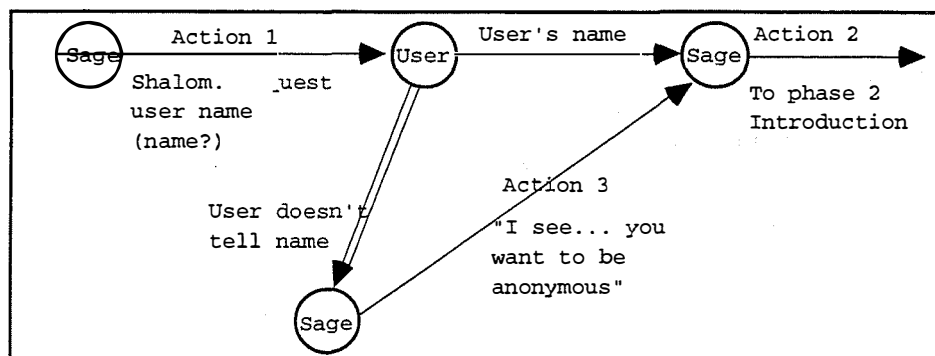 Sage
Action 1
User
User's name
Sage
Action 2
Shalom. uest
user name
(name?)
To phase 2
Introduction
User doesn't
tell name
Action 3
"I see... you
want to be
anonymous"
Sage